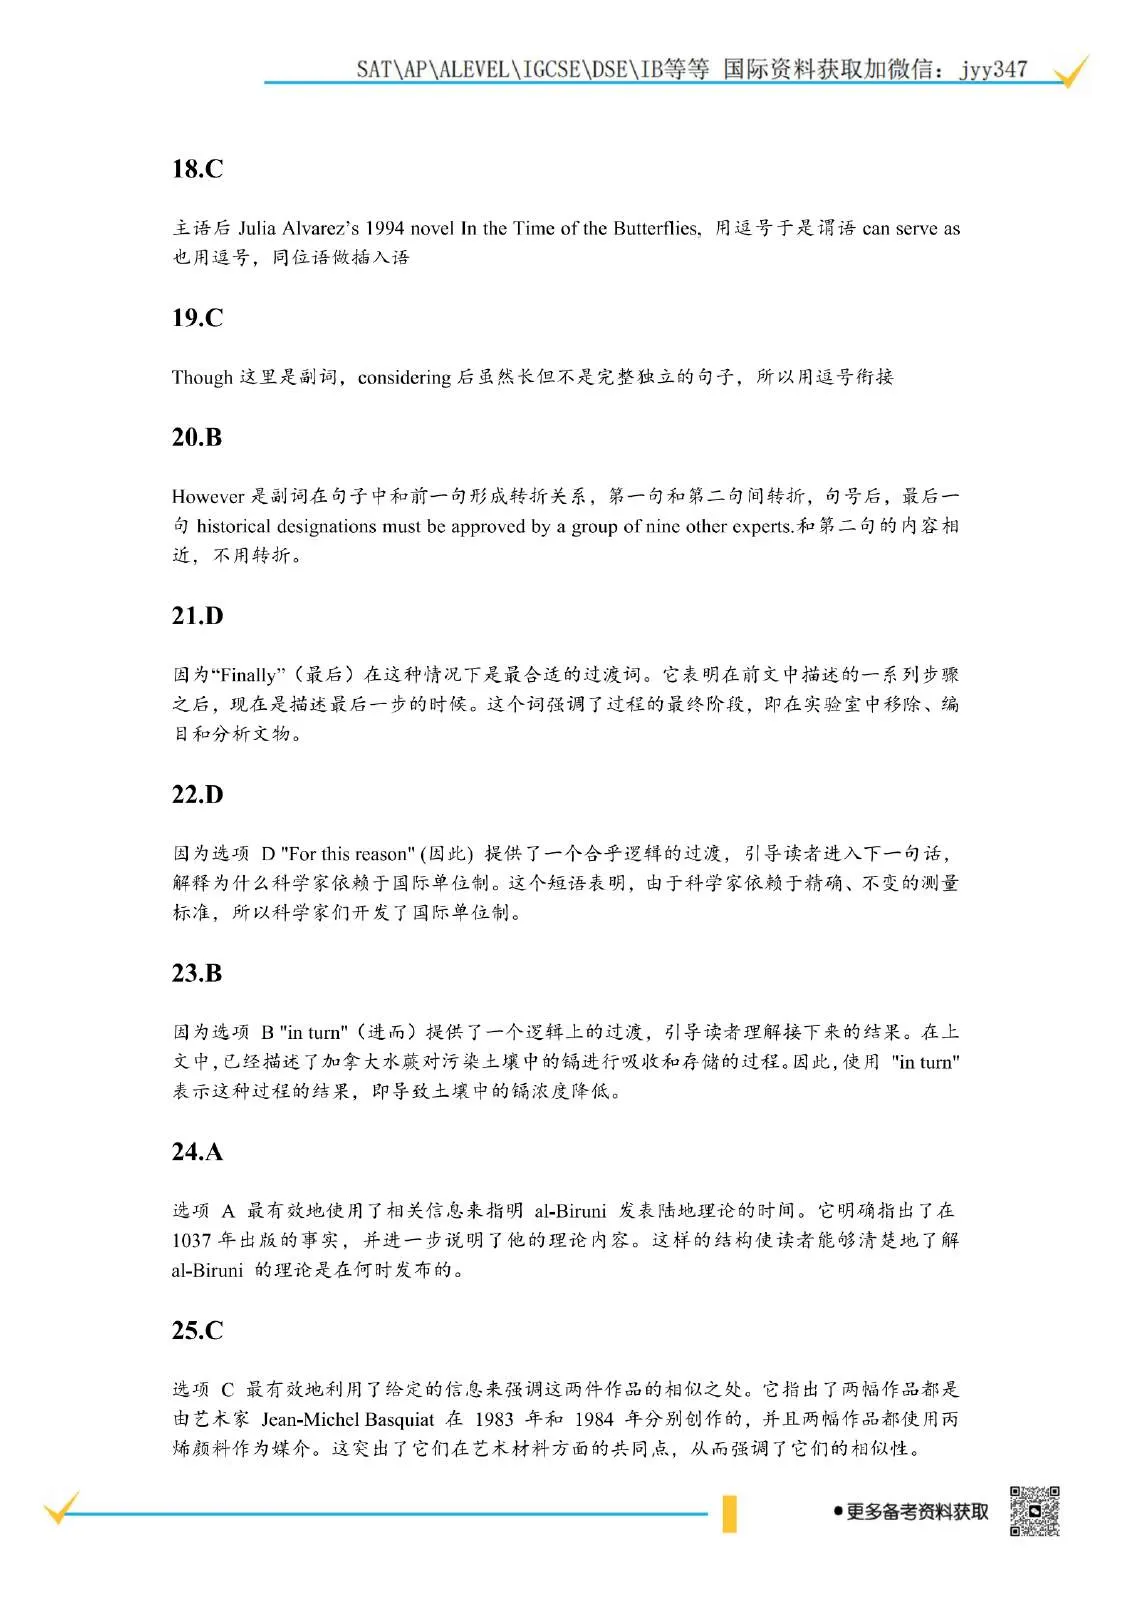 SAT\AP\ALEVEL\IGCSE\DSE\IB等等 国际资料获取加微信：jyy347
18.C
主语后 Julia Alvarez’s 1994 novel In the Time of the Butterflies, 用逗号于是谓语 can serve as
也用逗号，同位语做插入语
19.C
Though 这里是副词，considering 后虽然长但不是完整独立的句子，所以用逗号衔接
20.B
However 是副词在句子中和前一句形成转折关系，第一句和第二句间转折，句号后，最后一
句 historical designations must be approved by a group of nine other experts.和第二句的内容相
近，不用转折。
21.D
因为“Finally”（最后）在这种情况下是最合适的过渡词。它表明在前文中描述的一系列步骤
之后，现在是描述最后一步的时候。这个词强调了过程的最终阶段，即在实验室中移除、编
目和分析文物。
22.D
因为选项 D "For this reason" (因此) 提供了一个合乎逻辑的过渡，引导读者进入下一句话，
解释为什么科学家依赖于国际单位制。这个短语表明，由于科学家依赖于精确、不变的测量
标准，所以科学家们开发了国际单位制。
23.B
因为选项 B "in turn"（进而）提供了一个逻辑上的过渡，引导读者理解接下来的结果。在上
文中，已经描述了加拿大水蕨对污染土壤中的镉进行吸收和存储的过程。因此，使用 "in turn"
表示这种过程的结果，即导致土壤中的镉浓度降低。
24.A
选项 A 最有效地使用了相关信息来指明 al-Biruni 发表陆地理论的时间。它明确指出了在
1037 年出版的事实，并进一步说明了他的理论内容。这样的结构使读者能够清楚地了解
al-Biruni 的理论是在何时发布的。
25.C
选项 C 最有效地利用了给定的信息来强调这两件作品的相似之处。它指出了两幅作品都是
由艺术家 Jean-Michel Basquiat 在 1983 年和 1984 年分别创作的，并且两幅作品都使用丙
烯颜料作为媒介。这突出了它们在艺术材料方面的共同点，从而强调了它们的相似性。
●更多备考资料获取